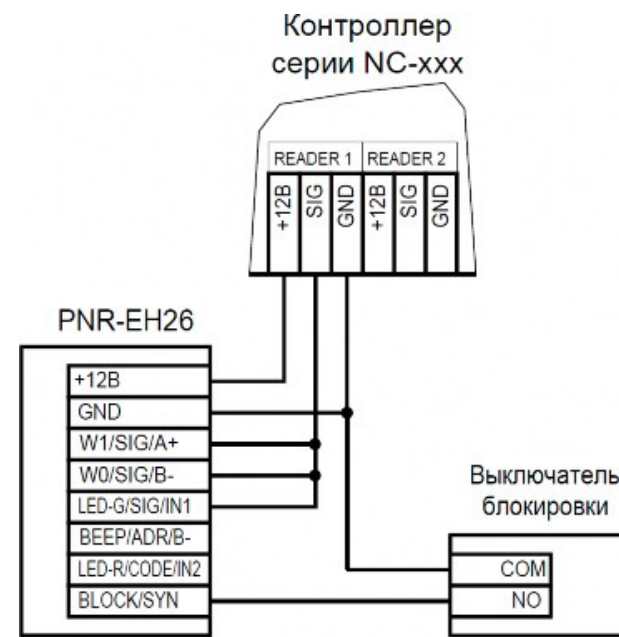 Контроллер
серии NC-xxx
READER 1 READER 2
+12В SIG GND +12В SIG GND
PNR-EH26
+12В
GND
W1/SIG/A+
W0/SIG/B-
LED-G/SIG/IN1
BEEP/ADR/B-
LED-R/CODE/IN2
BLOCK/SYN
Выключатель
блокировки
COM
NO